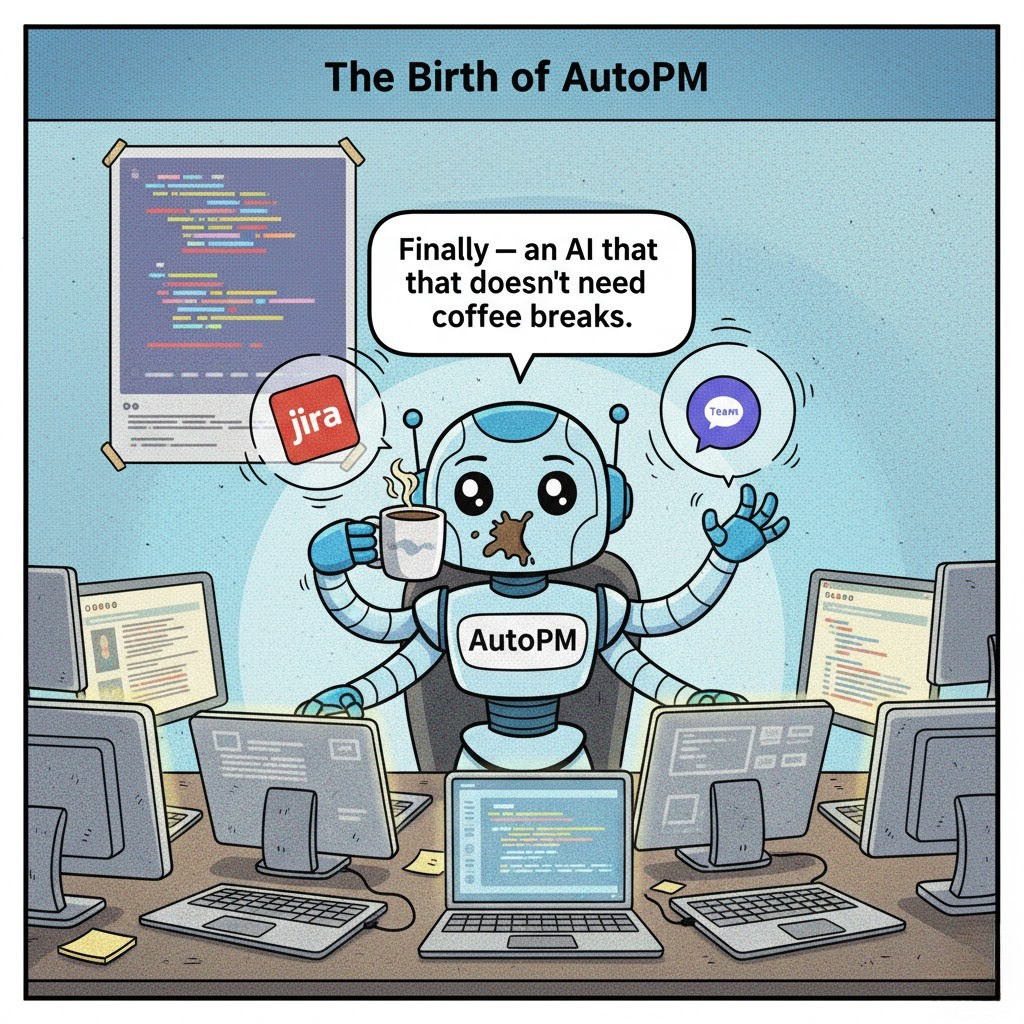 The Birth of AutoPM
Finally – an AI that
that doesn't need
coffee breaks.
jira
Team
AutoPM